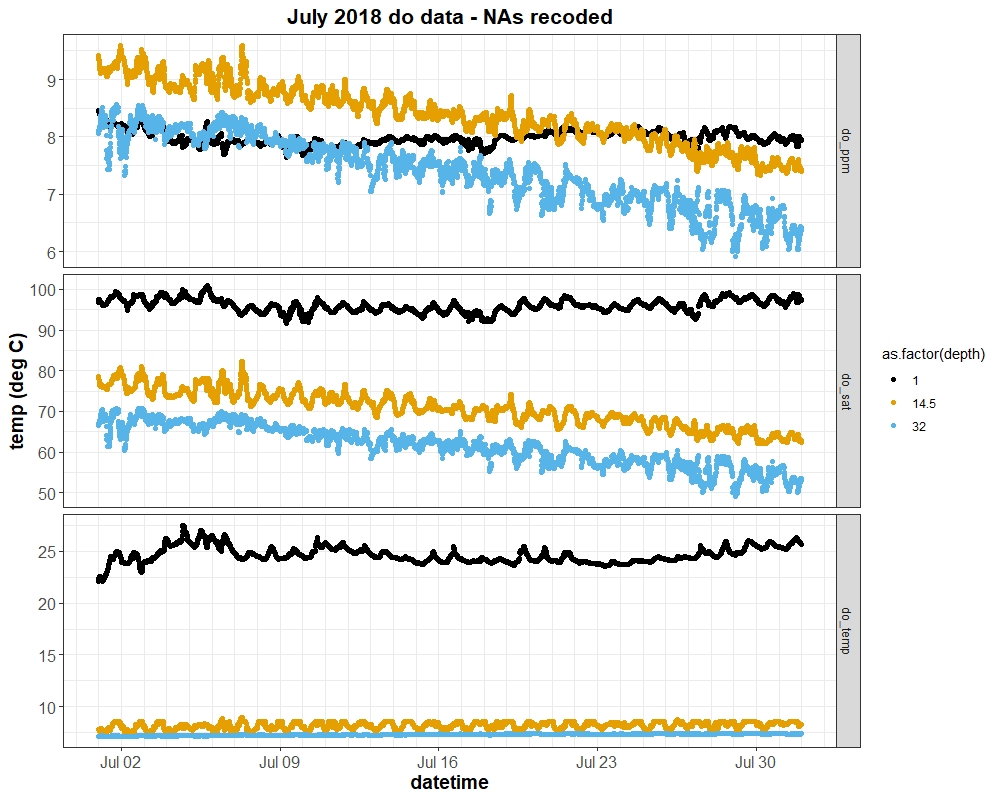 July 2018 do data - NAs recoded
temp (deg C)
9
8
7
6
do_ppm
100
90
80
70
60
50
do_sat
25
20
15
10
do_temp
Jul 02
Jul 09
Jul 16
Jul 23
Jul 30
datetime
as.factor(depth)
1
14.5
32